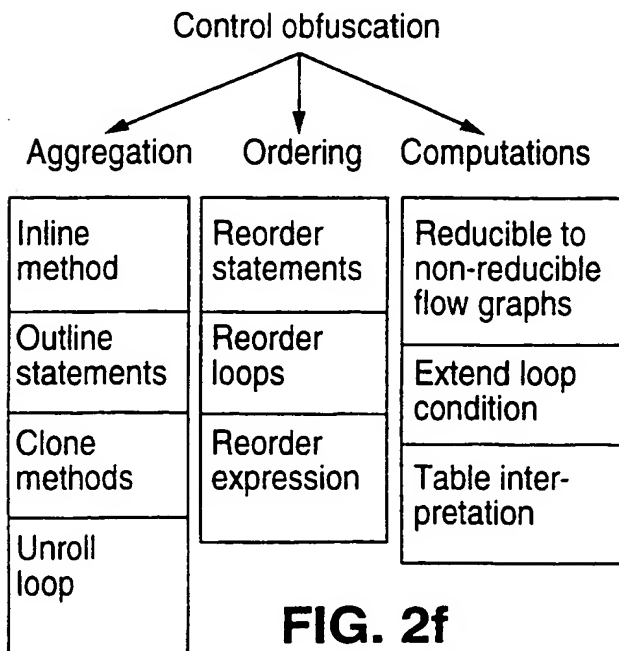 Control obfuscation
Aggregation
Ordering
Computations
Inline
method
Outline
statements
Clone
methods
Unroll
loop
Reorder
statements
Reorder
loops
Reorder
expression
Reducible to
non-reducible
flow graphs
Extend loop
condition
Table inter-
pretation
FIG. 2f